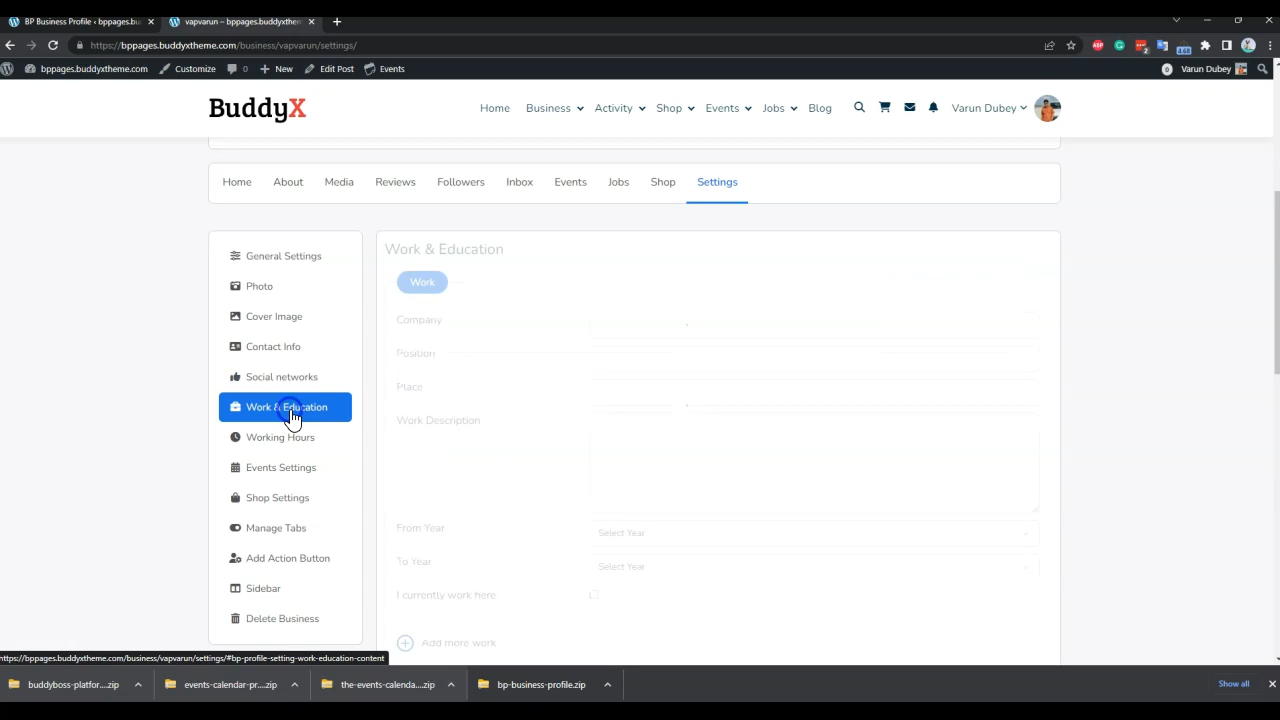 BP Business Profile ‹ bppages.bu
vapvarun – bppages.buddyxthem
https://bppages.buddyxtheme.com/business/vapvarun/settings/
ABP
2
4.68
bppages.buddyxtheme.com
Customize
0
New
Edit Post
Events
0
Varun Dubey
BuddyX
Home
Business
Activity
Shop
Events
Jobs
Blog
Varun Dubey
Home
About
Media
Reviews
Followers
Inbox
Events
Jobs
Shop
Settings
General Settings
Photo
Cover Image
Contact Info
Social networks
Work & Education
Working Hours
Events Settings
Shop Settings
Manage Tabs
Add Action Button
Sidebar
Delete Business
Work & Education
Work
Company
Position
Place
Work Description
From Year
Select Year
To Year
Select Year
I currently work here
Add more work
https://bppages.buddyxtheme.com/business/vapvarun/settings/#bp-profile-setting-work-education-content
buddyboss-platfor....zip
events-calendar-pr....zip
the-events-calenda....zip
bp-business-profile.zip
Show all